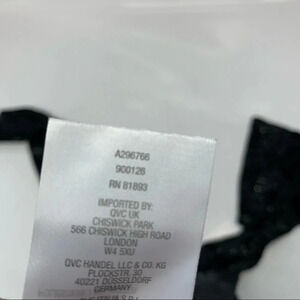 A296766
900126
RN 81893
IMPORTED BY:
QVC UK
CHISWICK PARK
566 CHISWICK HIGH ROAD
LONDON
W4 5XU
QVC HANDEL LLC & CO. KG
PLOCKSTR. 30
40221 DÜSSELDORF
GERMANY